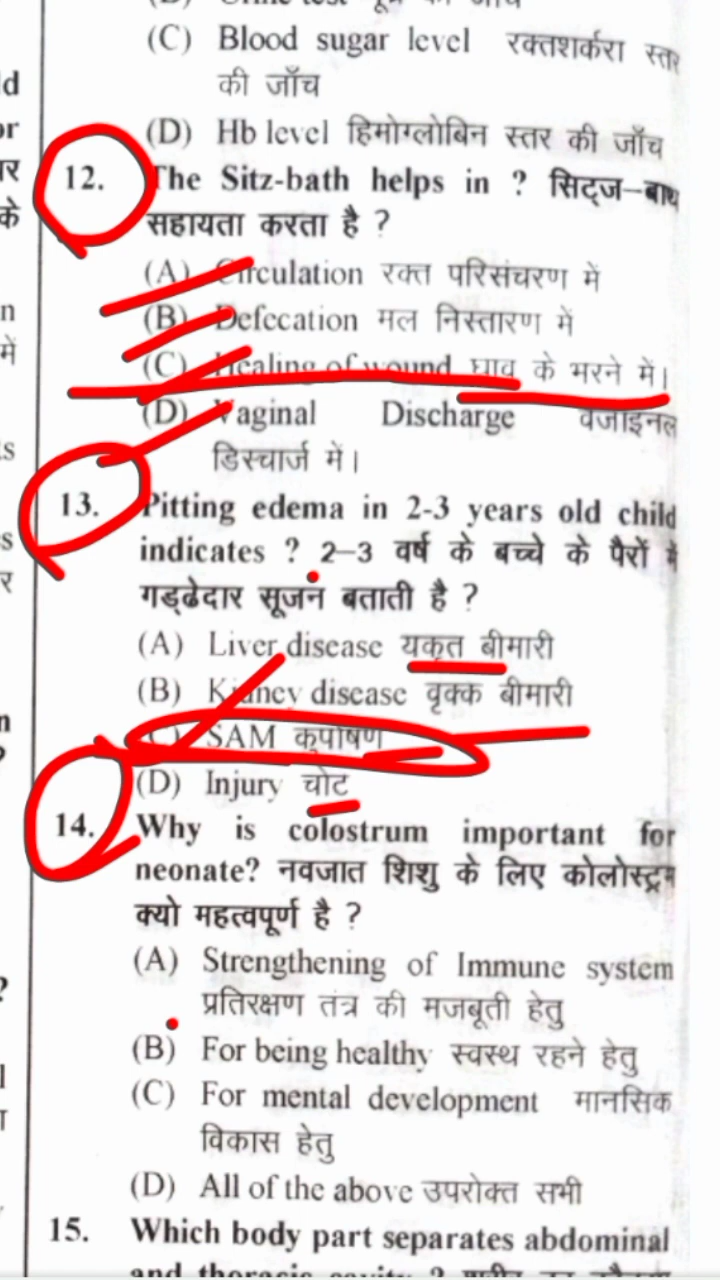 (C) Blood sugar level रक्तशर्करा स्तर
की जाँच
(D) Hb level हिमोग्लोबिन स्तर की जाँच
12. The Sitz-bath helps in ? सिट्ज–बाथ
सहायता करता है ?
(A) Circulation रक्त परिसंचरण में
(B) Defecation मल निस्तारण में
(C) Healing of wound घाव के भरने में।
(D) Vaginal Discharge वजाइनल
डिस्चार्ज में।
13. Pitting edema in 2-3 years old child
indicates ? 2–3 वर्ष के बच्चे के पैरों में
गड्ढेदार सूजन बताती है ?
(A) Liver disease यकृत बीमारी
(B) Kidney disease वृक्क बीमारी
(C) SAM कुपोषण
(D) Injury चोट
14. Why is colostrum important for
neonate? नवजात शिशु के लिए कोलोस्ट्रम
क्यो महत्वपूर्ण है ?
(A) Strengthening of Immune system
प्रतिरक्षण तंत्र की मजबूती हेतु
(B) For being healthy स्वस्थ रहने हेतु
(C) For mental development मानसिक
विकास हेतु
(D) All of the above उपरोक्त सभी
15. Which body part separates abdominal
and thoracic cavity ?